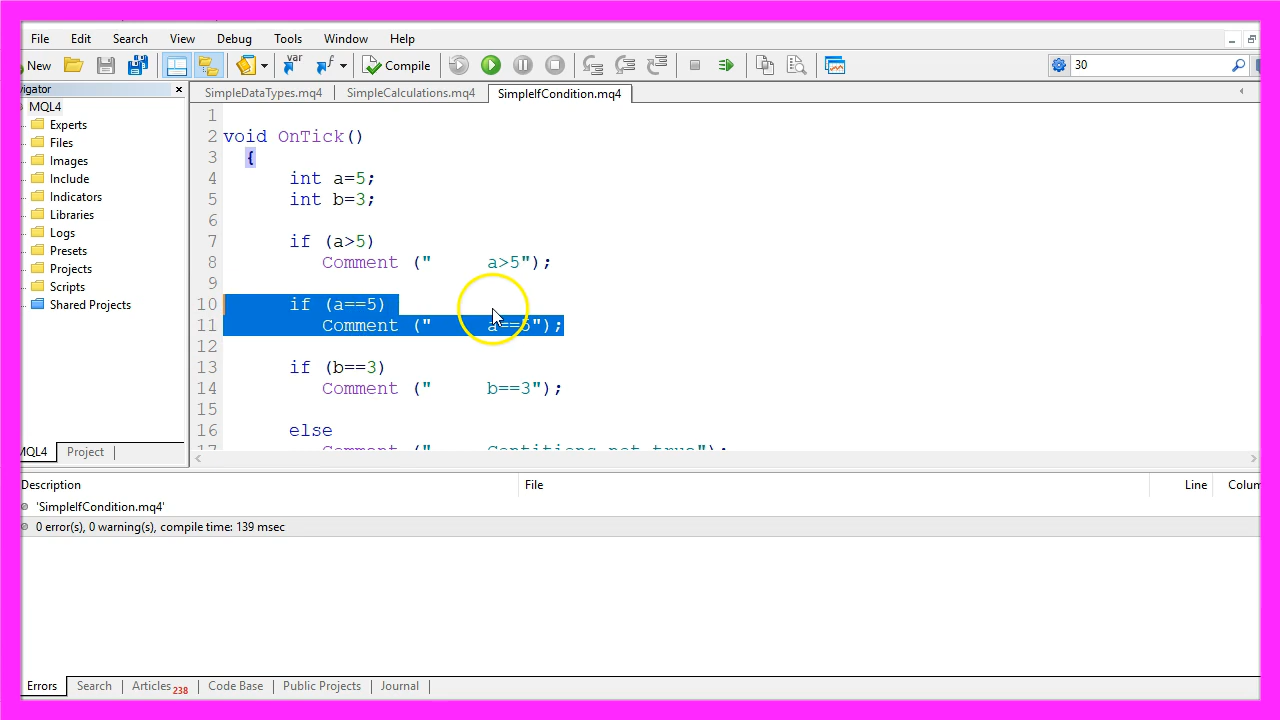 File Edit View Search Debug Tools Window Help
New Compile 30
MQL4
Experts
Files
Images
Include
Indicators
Libraries
Logs
Presets
Projects
Scripts
Shared Projects
MQL4 Project
SimpleDataTypes.mq4 SimpleCalculations.mq4 SimpleIfCondition.mq4
1
2 void OnTick()
3 {
4 int a=5;
5 int b=3;
6
7 if (a>5)
8 Comment (" a>5");
9
10 if (a==5)
11 Comment (" a==5");
12
13 if (b==3)
14 Comment (" b==3");
15
16 else
Description File Line
'SimpleIfCondition.mq4'
0 error(s), 0 warning(s), compile time: 139 msec
Errors Search Articles 238 Code Base Public Projects Journal